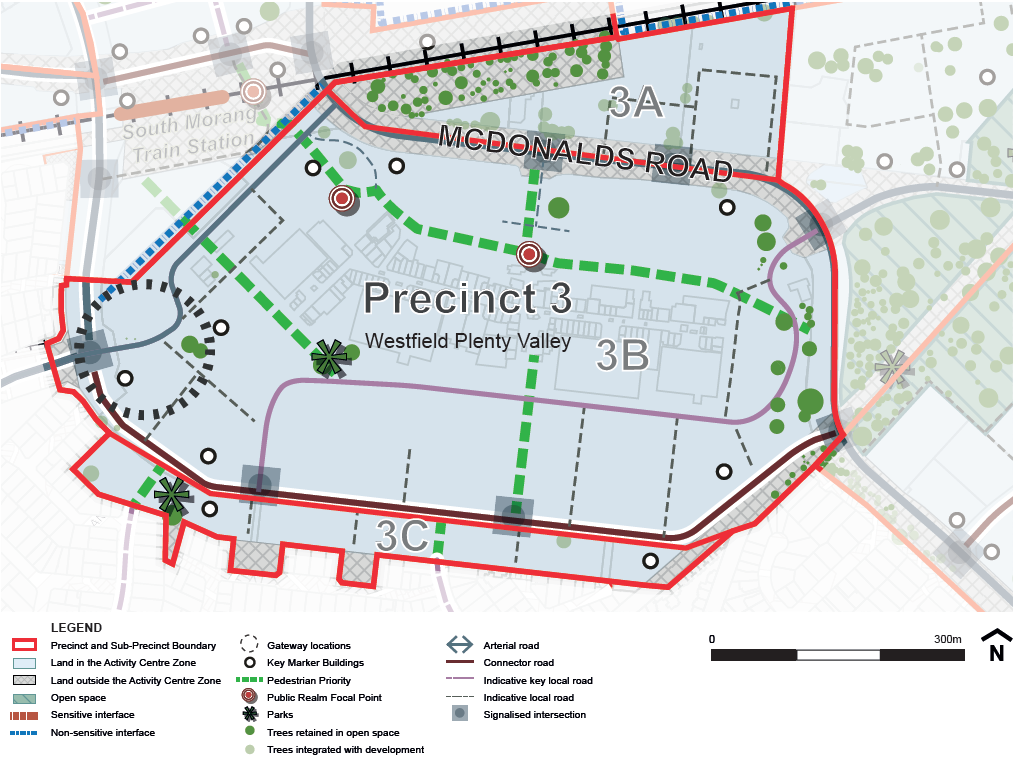 3A
South Morang
Train Station
MCDONALDS ROAD
Precinct 3
Westfield Plenty Valley
3B
3C
LEGEND
Precinct and Sub-Precinct Boundary
Land in the Activity Centre Zone
Land outside the Activity Centre Zone
Open space
Sensitive interface
Non-sensitive interface
Gateway locations
Key Marker Buildings
Pedestrian Priority
Public Realm Focal Point
Parks
Trees retained in open space
Trees integrated with development
Arterial road
Connector road
Indicative key local road
Indicative local road
Signalised intersection
0 300m
N